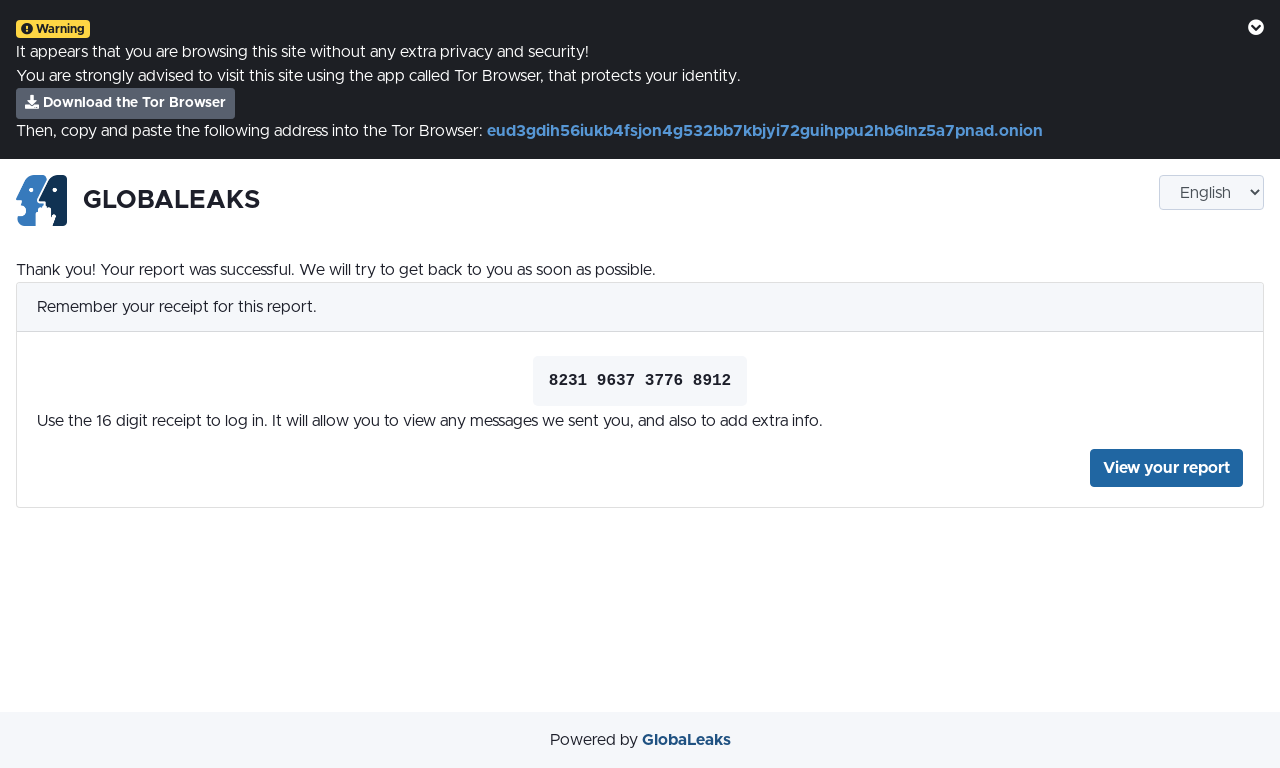 Warning
It appears that you are browsing this site without any extra privacy and security!
You are strongly advised to visit this site using the app called Tor Browser, that protects your identity.
Download the Tor Browser
Then, copy and paste the following address into the Tor Browser: eud3gdih56iukb4fsjon4g532bb7kbjyi72guihppu2hb6lnz5a7pnad.onion
GLOBALEAKS
English
Thank you! Your report was successful. We will try to get back to you as soon as possible.
Remember your receipt for this report.
8231 9637 3776 8912
Use the 16 digit receipt to log in. It will allow you to view any messages we sent you, and also to add extra info.
View your report
Powered by GlobaLeaks